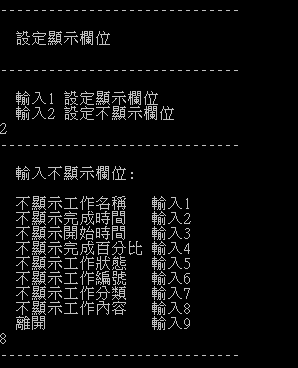 ------------------------------
設定顯示欄位
------------------------------
輸入1 設定顯示欄位
輸入2 設定不顯示欄位
2
------------------------------
輸入不顯示欄位:
不顯示工作名稱 輸入1
不顯示完成時間 輸入2
不顯示開始時間 輸入3
不顯示完成百分比 輸入4
不顯示工作狀態 輸入5
不顯示工作編號 輸入6
不顯示工作分類 輸入7
不顯示工作內容 輸入8
離開 輸入9
8
------------------------------